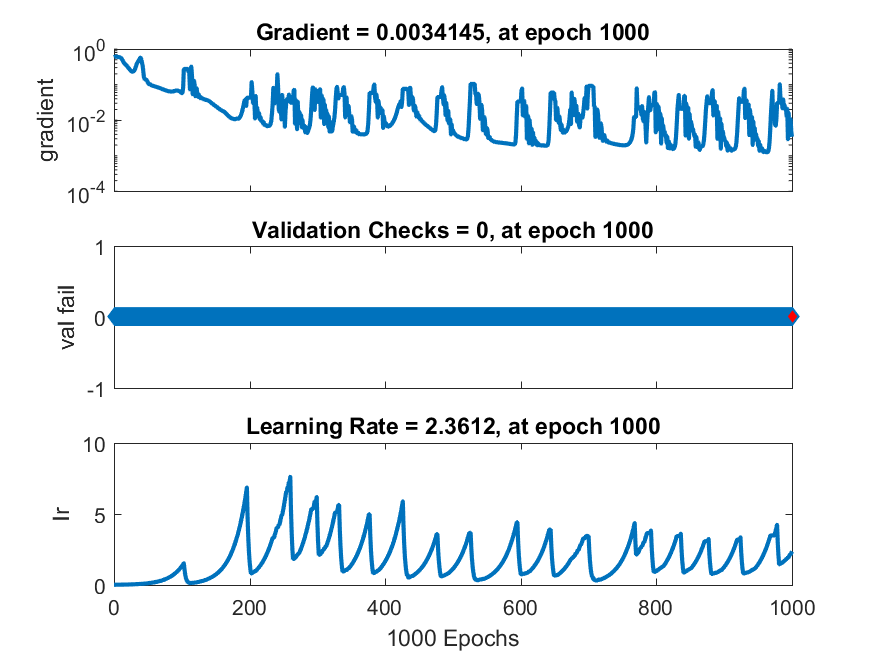 Gradient = 0.0034145, at epoch 1000
gradient
10^0
10^-2
10^-4
Validation Checks = 0, at epoch 1000
val fail
1
0
-1
Learning Rate = 2.3612, at epoch 1000
lr
10
5
0
0 200 400 600 800 1000
1000 Epochs